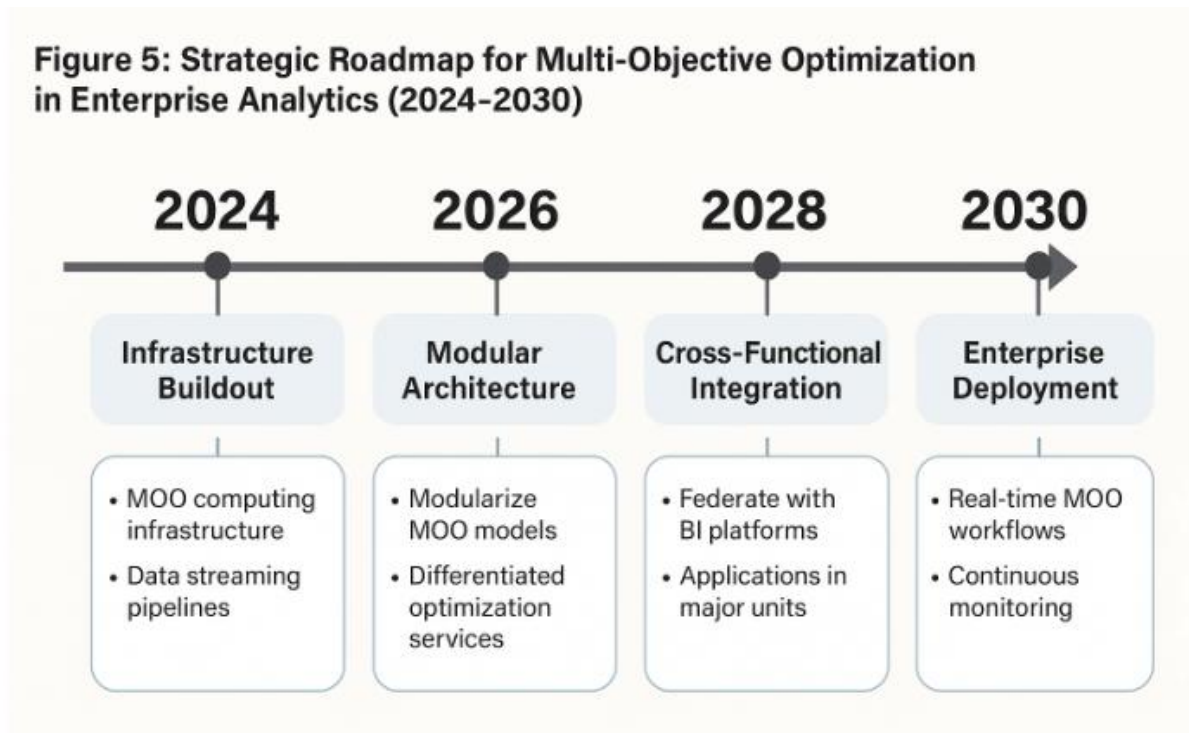 Figure 5: Strategic Roadmap for Multi-Objective Optimization
in Enterprise Analytics (2024–2030)
2024
2026
2028
2030
Infrastructure
Buildout
Modular
Architecture
Cross-Functional
Integration
Enterprise
Deployment
• MOO computing
infrastructure
• Data streaming
pipelines
• Modularize
MOO models
• Differentiated
optimization
services
• Federate with
BI platforms
• Applications in
major units
• Real-time MOO
workflows
• Continuous
monitoring